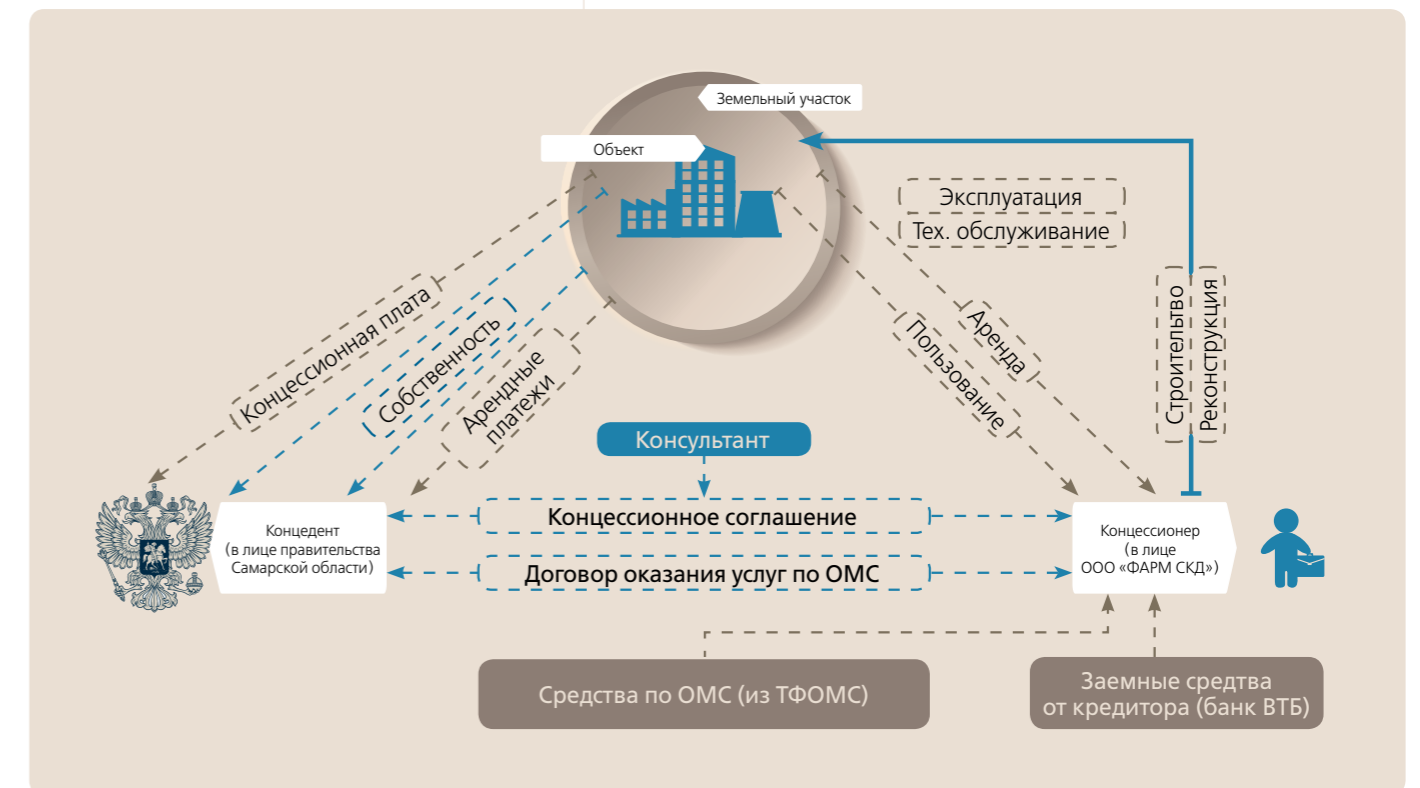 Земельный участок
Объект
Эксплуатация
Тех. обслуживание
Строительтво
Реконструкция
Концессионная плата
Собственность
Арендные
платежи
Пользование
Аренда
Консультант
Концессионное соглашение
Договор оказания услуг по ОМС
Концедент
(в лице правительства
Самарской области)
Концессионер
(в лице
ООО «ФАРМ СКД»)
Средства по ОМС (из ТФОМС)
Заемные средтва
от кредитора (банк ВТБ)